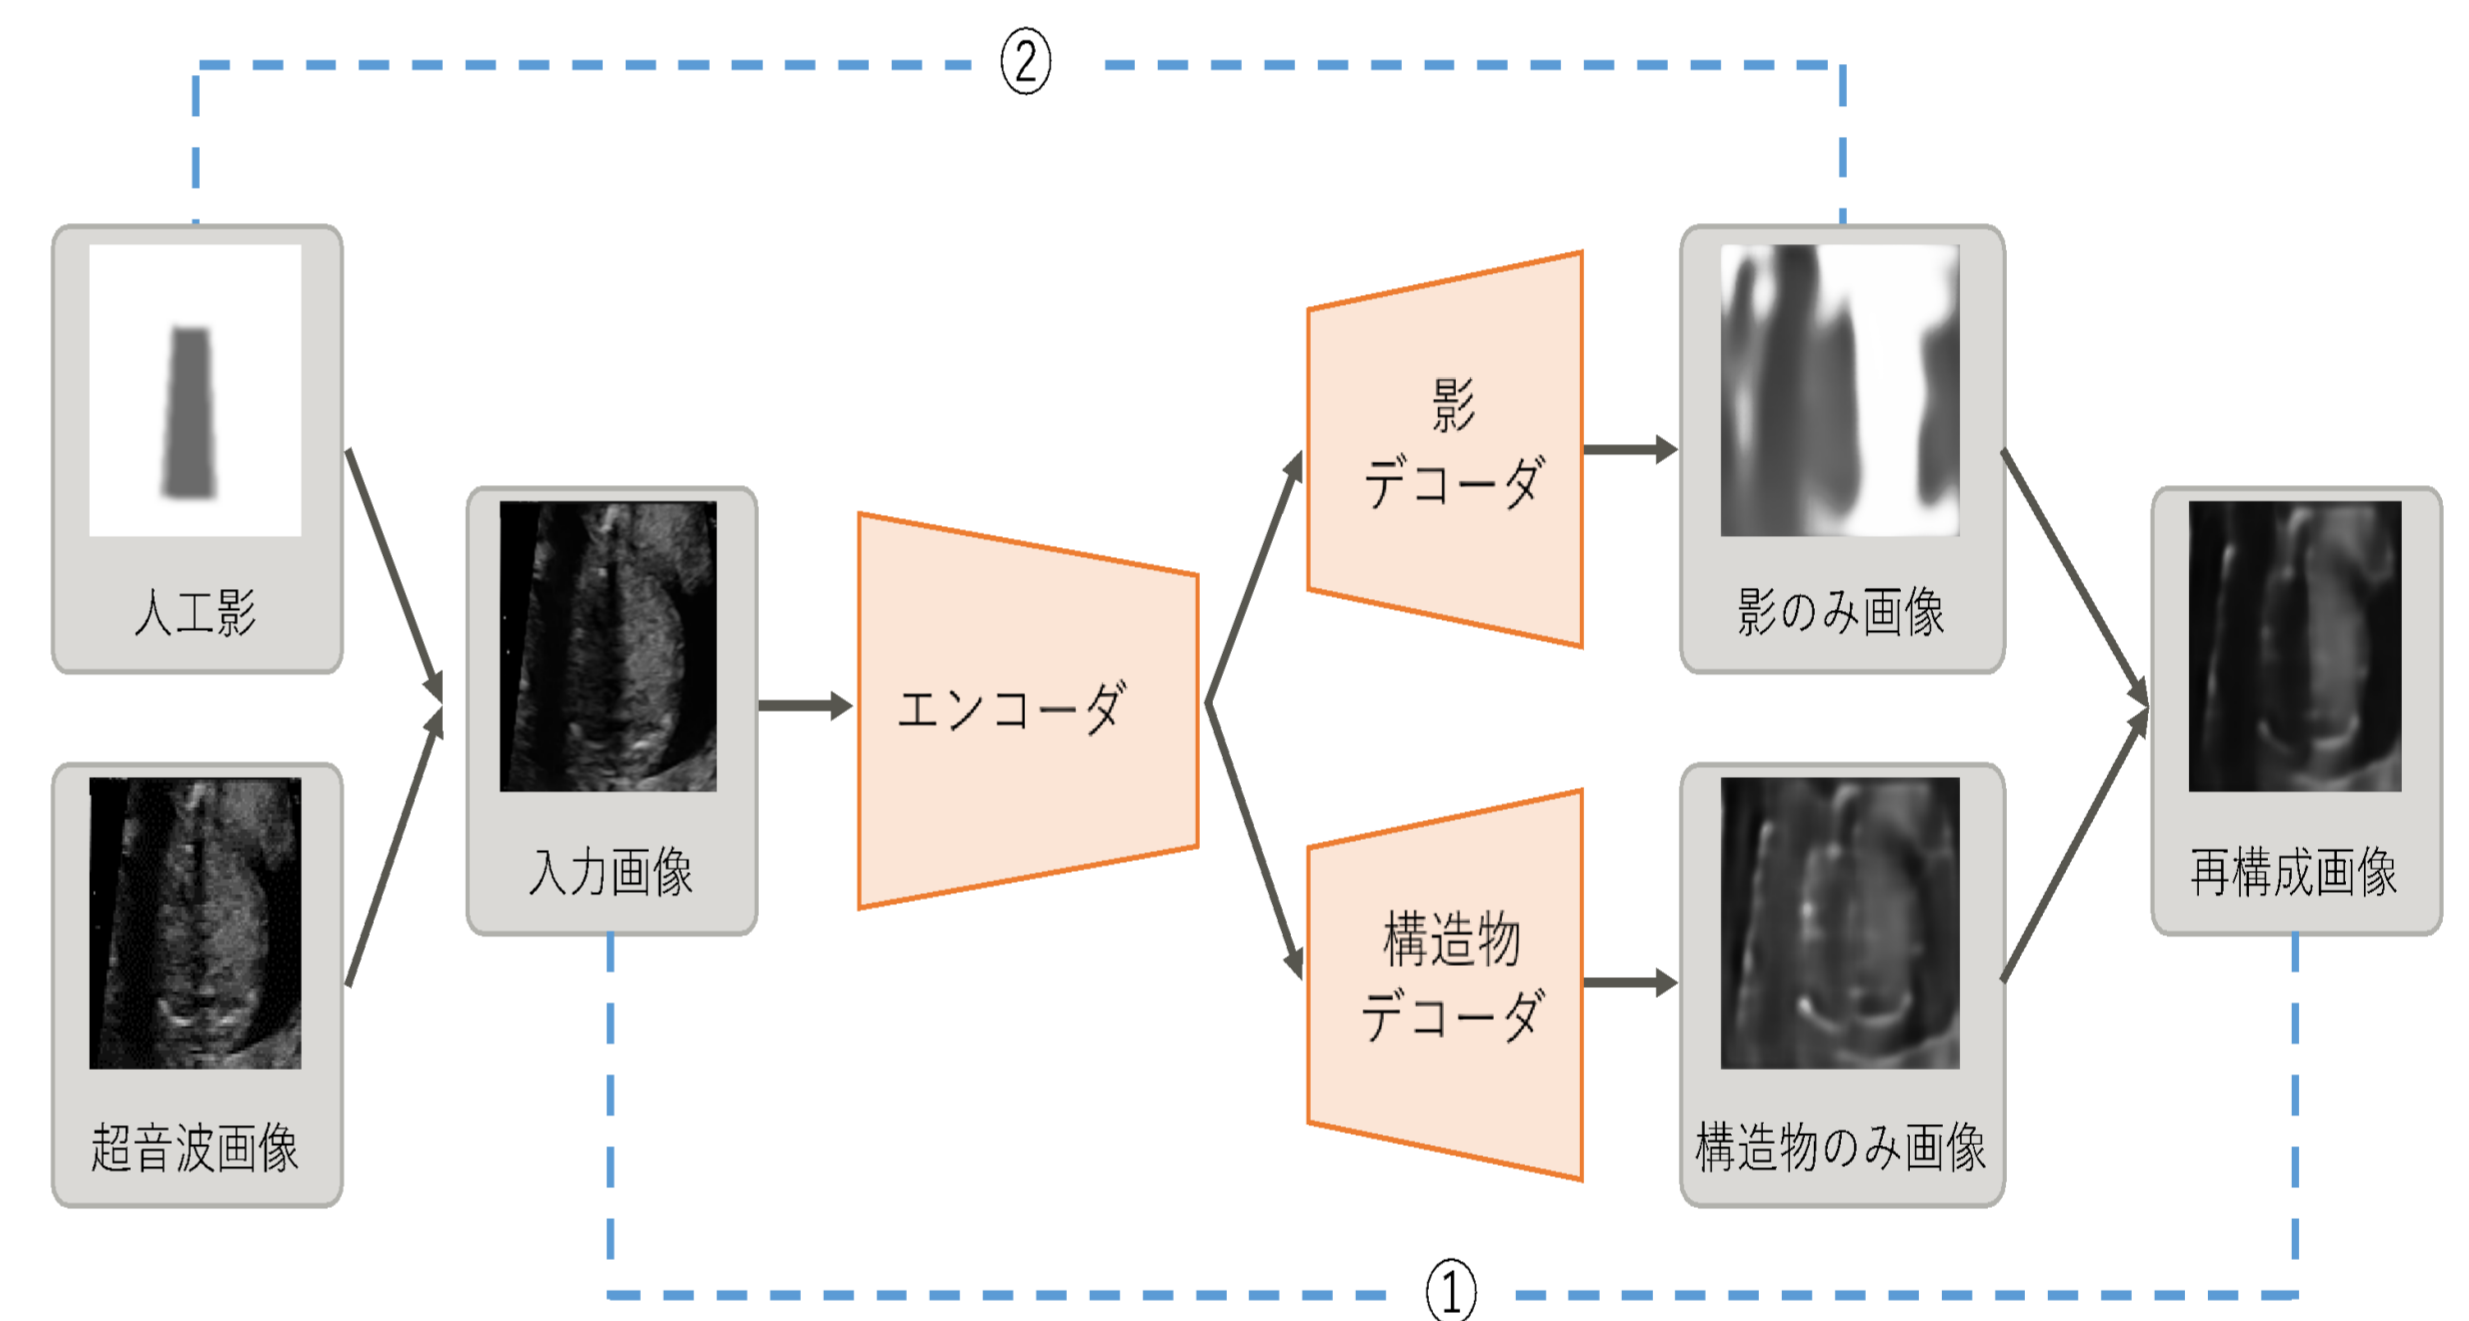 ②
人工影
超音波画像
入力画像
エンコーダ
影
デコーダ
構造物
デコーダ
影のみ画像
構造物のみ画像
再構成画像
①